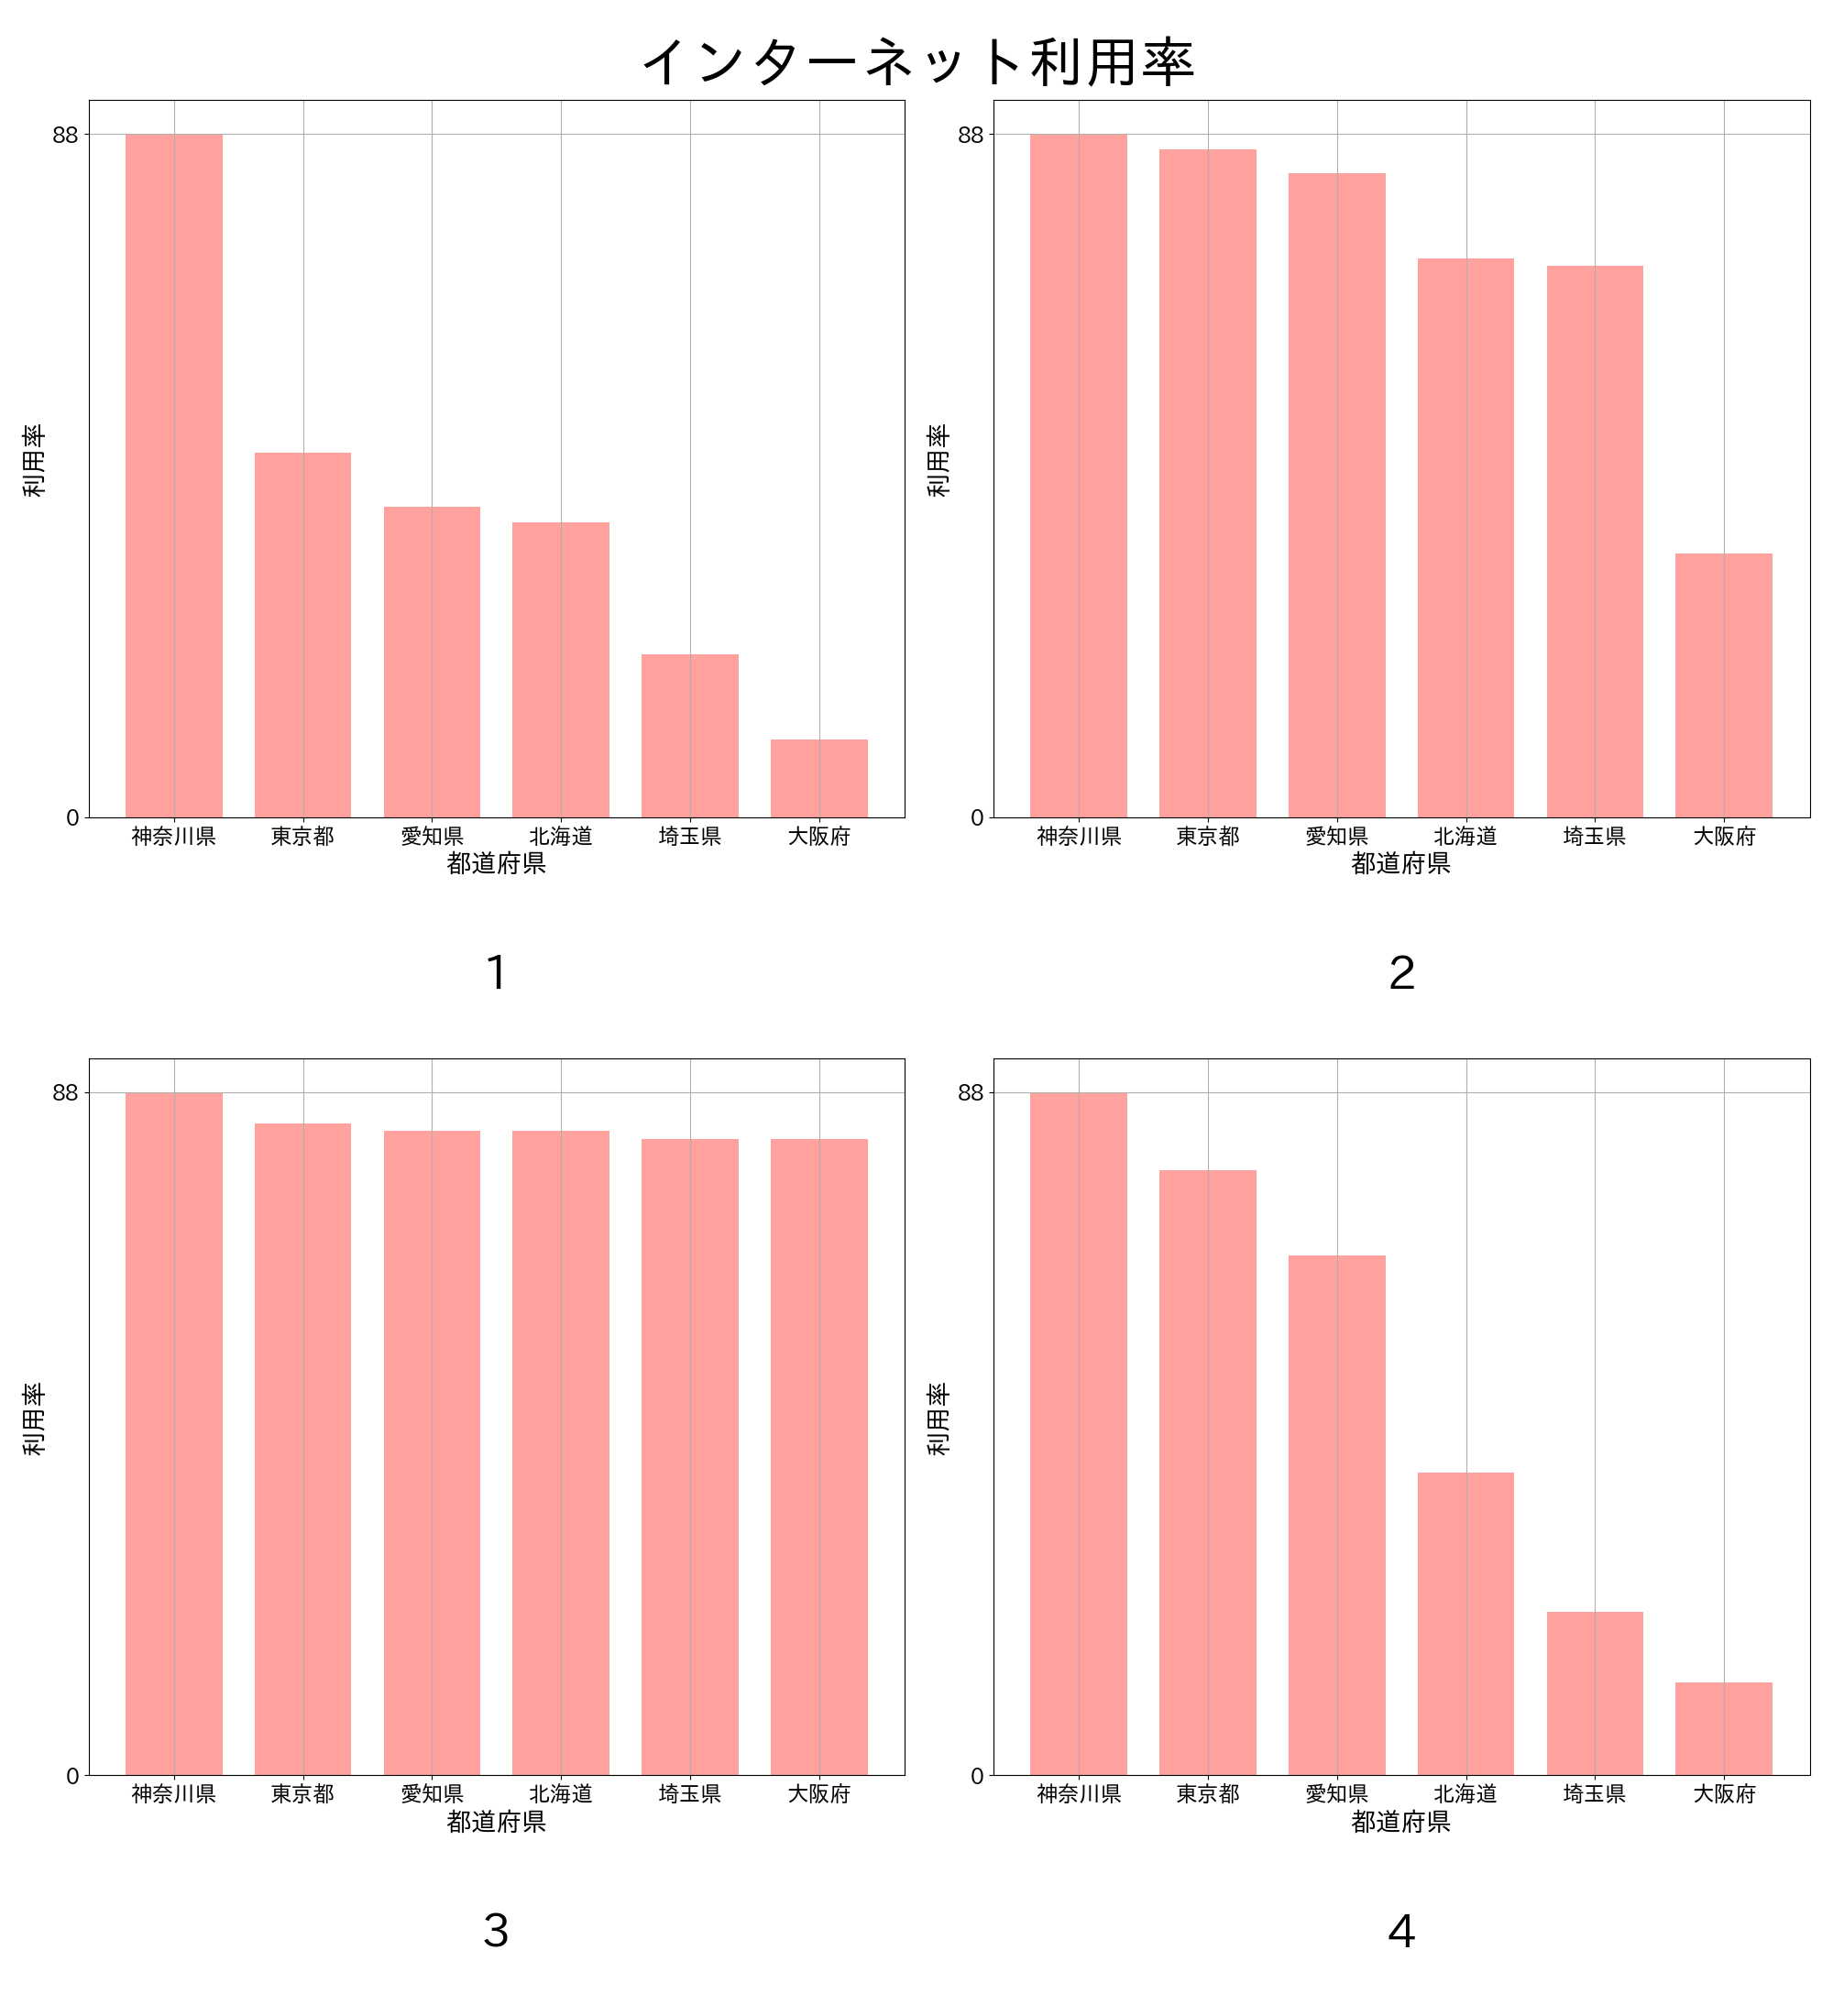 インターネット利用率
88
0
利用率
神奈川県 東京都 愛知県 北海道 埼玉県 大阪府
都道府県
1
88
0
利用率
神奈川県 東京都 愛知県 北海道 埼玉県 大阪府
都道府県
2
88
0
利用率
神奈川県 東京都 愛知県 北海道 埼玉県 大阪府
都道府県
3
88
0
利用率
神奈川県 東京都 愛知県 北海道 埼玉県 大阪府
都道府県
4